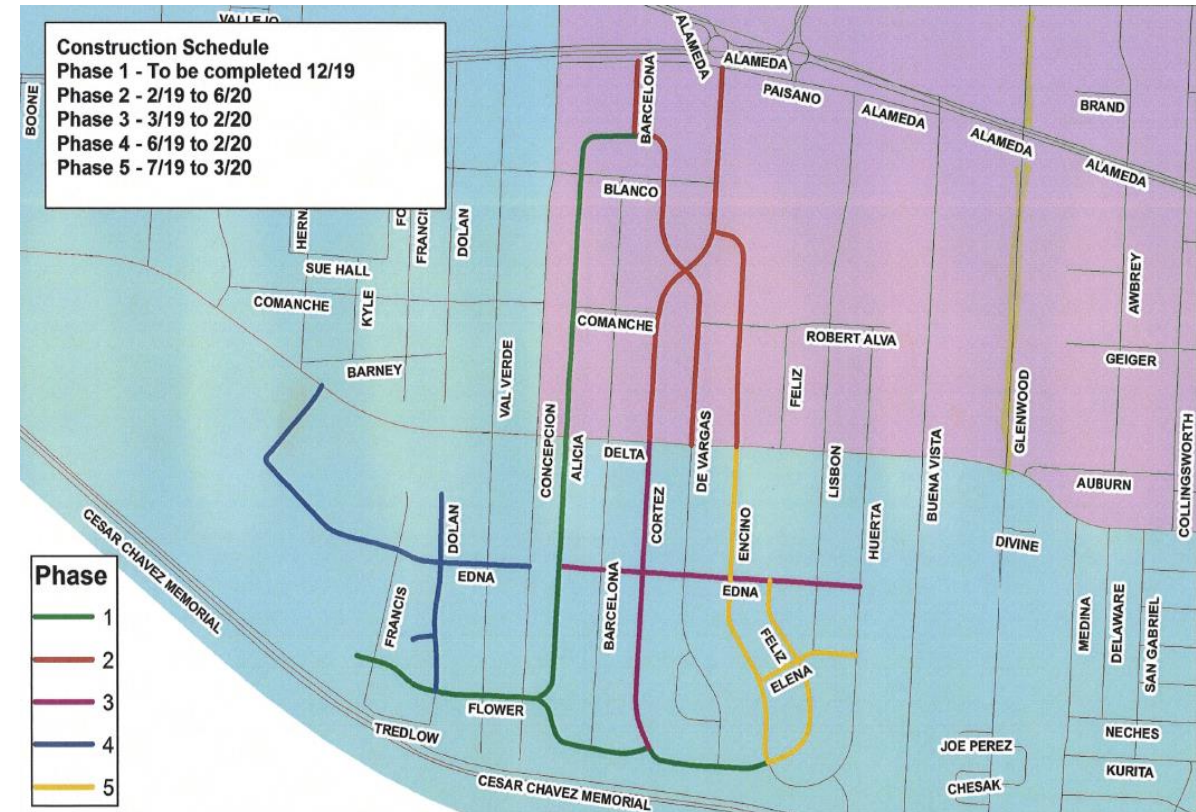 VALLEJO
Construction Schedule
Phase 1 - To be completed 12/19
Phase 2 - 2/19 to 6/20
Phase 3 - 3/19 to 2/20
Phase 4 - 6/19 to 2/20
Phase 5 - 7/19 to 3/20
BOONE
ALAMEDA
ALAMEDA
BARCELONA
PAISANO
ALAMEDA
ALAMEDA
ALAMEDA
BRAND
BLANCO
FRANCIS
DOLAN
SUE HALL
COMANCHE
KYLE
COMANCHE
ROBERT ALVA
AWBREY
GEIGER
BARNEY
VAL VERDE
FELIZ
GLENWOOD
CONCEPCION
ALICIA
DELTA
DE VARGAS
LISBON
BUENA VISTA
AUBURN
COLLINGSWORTH
CORTEZ
ENCINO
HUERTA
DIVINE
CESAR CHAVEZ MEMORIAL
DOLAN
EDNA
EDNA
FRANCIS
BARCELONA
FELIZ
ELENA
MEDINA
DELAWARE
SAN GABRIEL
FLOWER
TREDLOW
NECHES
JOE PEREZ
KURITA
CHESAK
CESAR CHAVEZ MEMORIAL
Phase
1
2
3
4
5